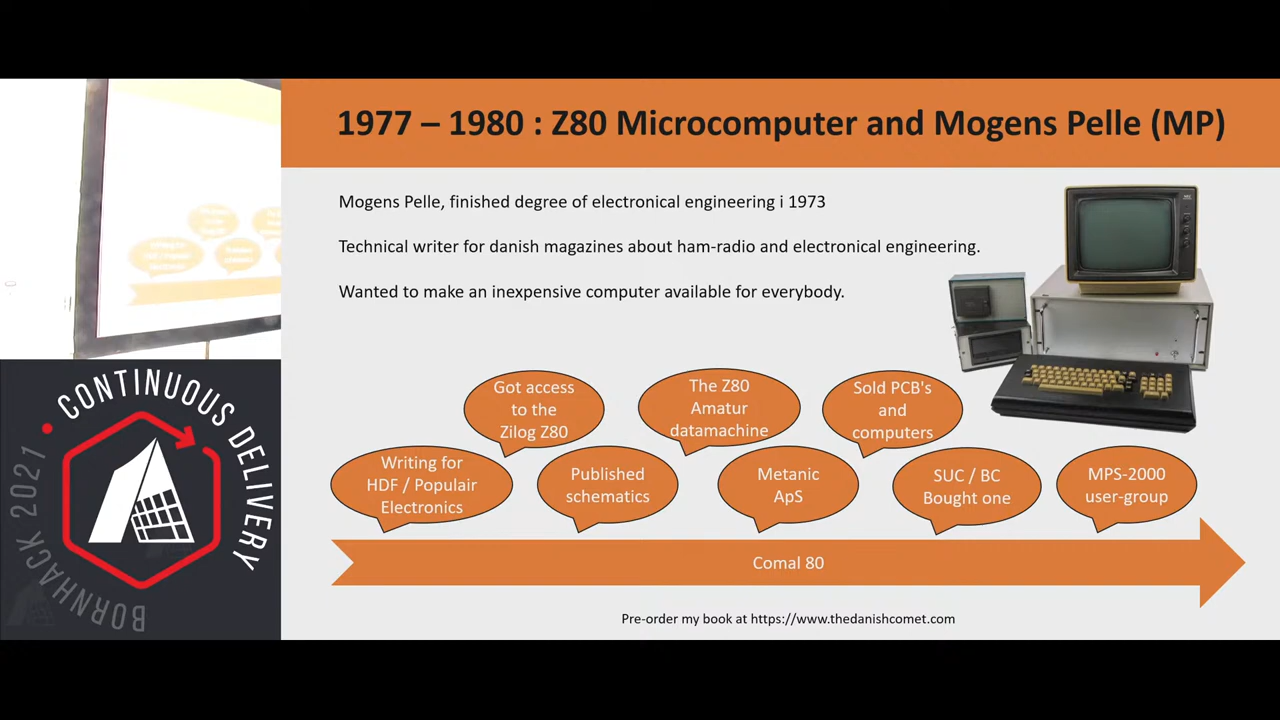 1977 – 1980 : Z80 Microcomputer and Mogens Pelle (MP)
Mogens Pelle, finished degree of electronical engineering i 1973
Technical writer for danish magazines about ham-radio and electronical engineering.
Wanted to make an inexpensive computer available for everybody.
Got access
to the
Zilog Z80
The Z80
Amatur
datamachine
Sold PCB's
and
computers
Writing for
HDF / Populair
Electronics
Published
schematics
Metanic
ApS
SUC / BC
Bought one
MPS-2000
user-group
Comal 80
Pre-order my book at https://www.thedanishcomet.com
CONTINUOUS DELIVERY
BORNHACK 2021